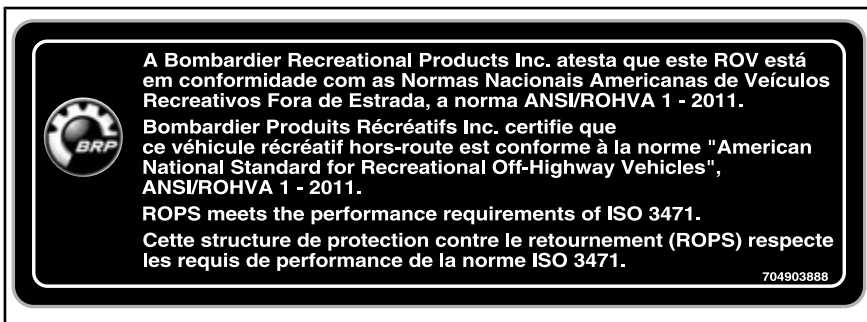 A Bombardier Recreational Products Inc. atesta que este ROV está
em conformidade com as Normas Nacionais Americanas de Veículos
Recreativos Fora de Estrada, a norma ANSI/ROHVA 1 - 2011.
BRP
Bombardier Produits Récréatifs Inc. certifie que
ce véhicule récréatif hors-route est conforme à la norme "American
National Standard for Recreational Off-Highway Vehicles",
ANSI/ROHVA 1 - 2011.
ROPS meets the performance requirements of ISO 3471.
Cette structure de protection contre le retournement (ROPS) respecte
les requis de performance de la norme ISO 3471.
704903888